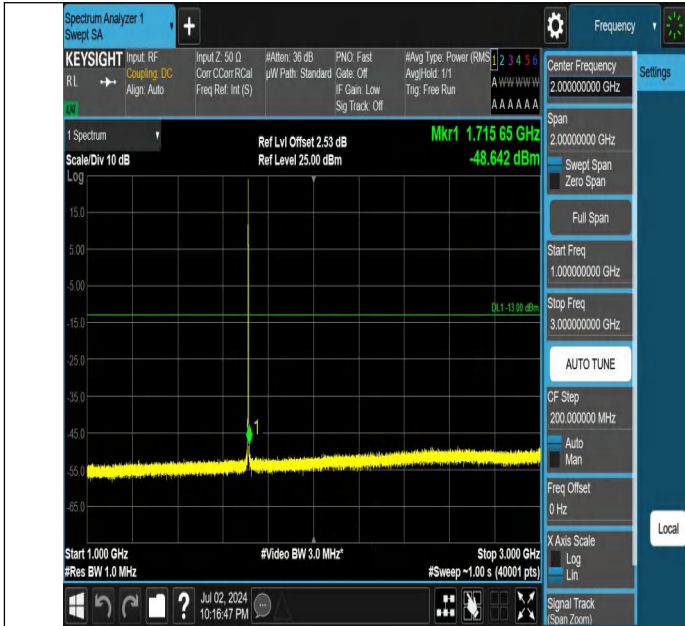 Spectrum Analyzer 1
Swept SA
+
Frequency
KEYSIGHT
RL
Input: RF
Coupling: DC
Align: Auto
Input Z: 50 Ω
Corr CCorr RCal
Freq Ref: Int (S)
#Atten: 36 dB
µW Path: Standard
PNO: Fast
Gate: Off
IF Gain: Low
Sig Track: Off
#Avg Type: Power (RMS
Avg|Hold: 1/1
Trig: Free Run
1 2 3 4 5 6
A W W W W W
A A A A A A
1 Spectrum
Scale/Div 10 dB
Log
Ref Lvl Offset 2.53 dB
Ref Level 25.00 dBm
Mkr1 1.715 65 GHz
-48.642 dBm
15.0
5.00
-5.00
-15.0
-25.0
-35.0
-45.0
-55.0
-65.0
DL1 -13.00 dBm
1
Start 1.000 GHz
#Res BW 1.0 MHz
#Video BW 3.0 MHz*
Stop 3.000 GHz
#Sweep ~1.00 s (40001 pts)
?
Jul 02, 2024
10:16:47 PM
Center Frequency
2.000000000 GHz
Settings
Span
2.00000000 GHz
Swept Span
Zero Span
Full Span
Start Freq
1.000000000 GHz
Stop Freq
3.000000000 GHz
AUTO TUNE
CF Step
200.000000 MHz
Auto
Man
Freq Offset
0 Hz
X Axis Scale
Log
Lin
Local
Signal Track
(Span Zoom)